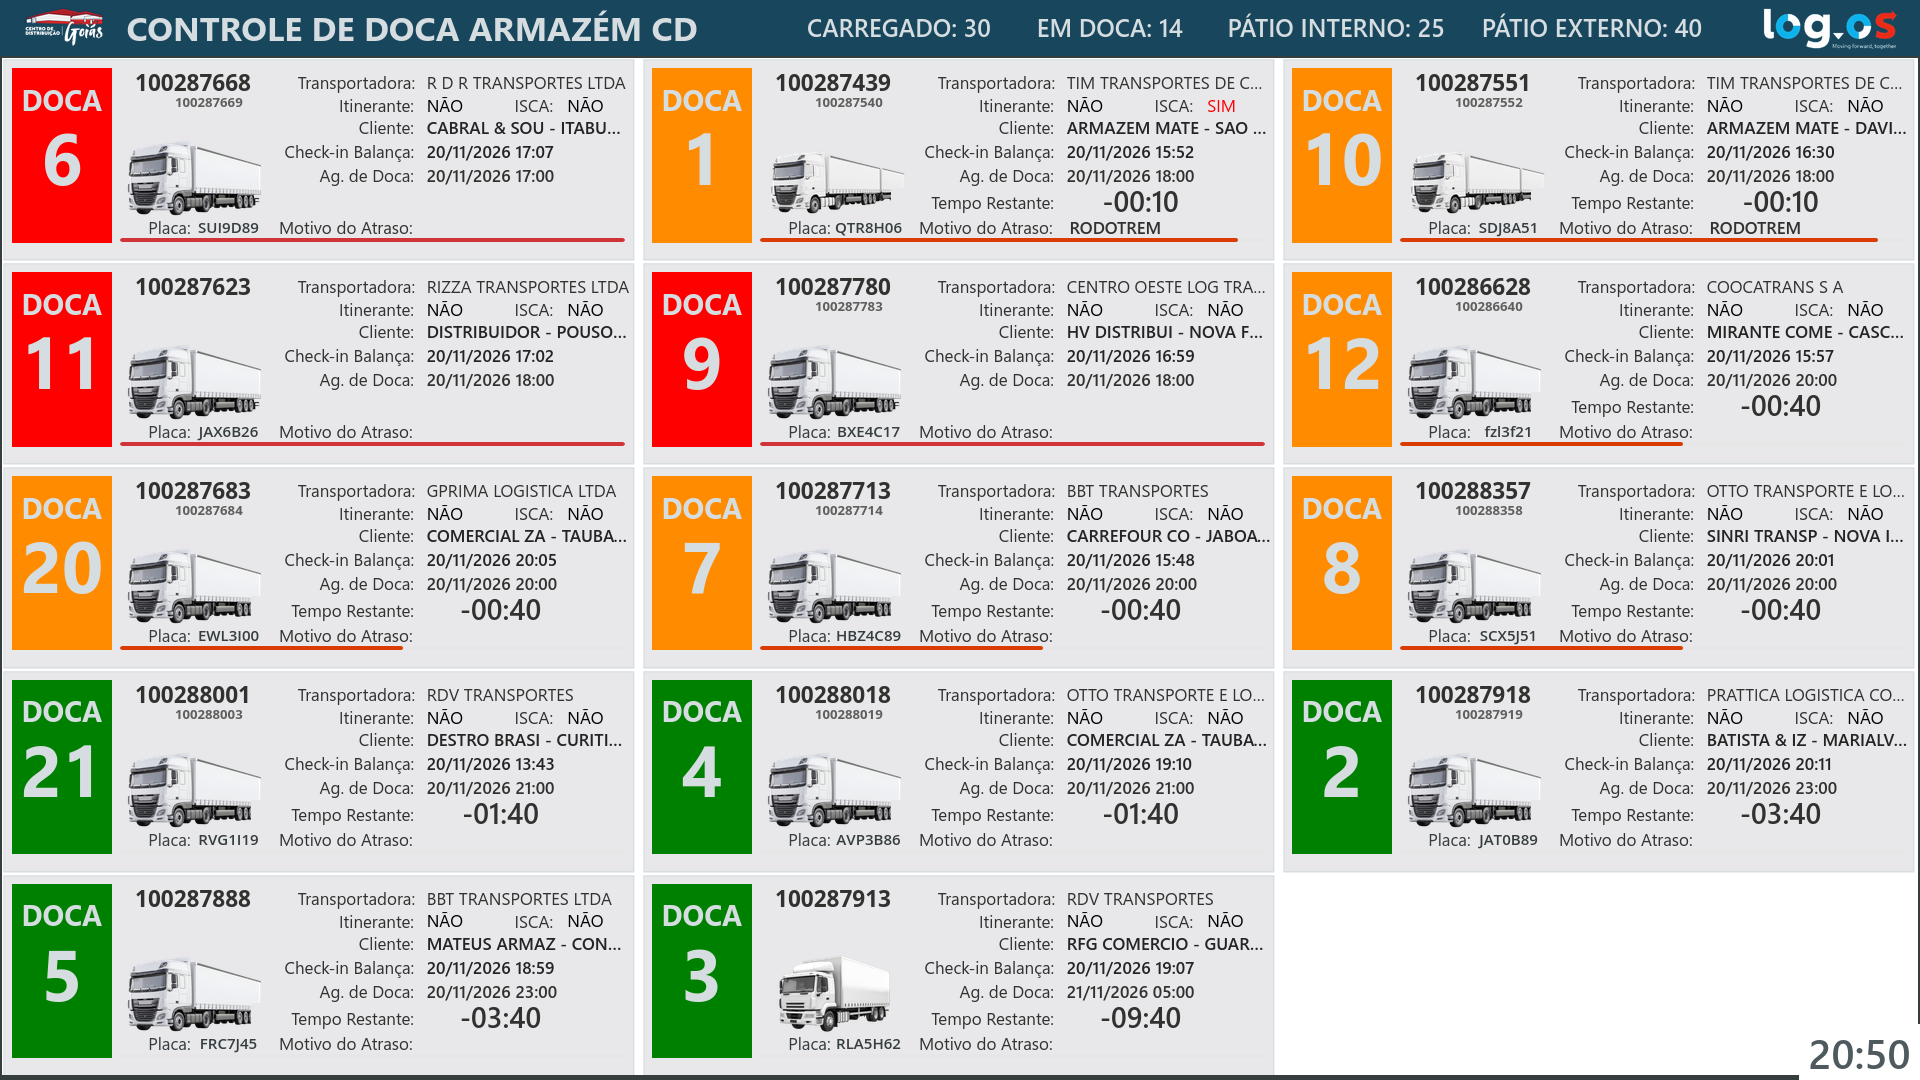 CENTRO DE DISTRIBUIÇÃO Goiás
CONTROLE DE DOCA ARMAZÉM CD
CARREGADO: 30
EM DOCA: 14
PÁTIO INTERNO: 25
PÁTIO EXTERNO: 40
log.os
Moving forward, together
DOCA
6
100287668
100287669
Transportadora: R D R TRANSPORTES LTDA
Itinerante: NÃO ISCA: NÃO
Cliente: CABRAL & SOU - ITABU...
Check-in Balança: 20/11/2026 17:07
Ag. de Doca: 20/11/2026 17:00
Placa: SUI9D89 Motivo do Atraso:
DOCA
1
100287439
100287540
Transportadora: TIM TRANSPORTES DE C...
Itinerante: NÃO ISCA: SIM
Cliente: ARMAZEM MATE - SAO ...
Check-in Balança: 20/11/2026 15:52
Ag. de Doca: 20/11/2026 18:00
Tempo Restante: -00:10
Placa: QTR8H06 Motivo do Atraso: RODOTREM
DOCA
10
100287551
100287552
Transportadora: TIM TRANSPORTES DE C...
Itinerante: NÃO ISCA: NÃO
Cliente: ARMAZEM MATE - DAVI...
Check-in Balança: 20/11/2026 16:30
Ag. de Doca: 20/11/2026 18:00
Tempo Restante: -00:10
Placa: SDJ8A51 Motivo do Atraso: RODOTREM
DOCA
11
100287623
Transportadora: RIZZA TRANSPORTES LTDA
Itinerante: NÃO ISCA: NÃO
Cliente: DISTRIBUIDOR - POUSO...
Check-in Balança: 20/11/2026 17:02
Ag. de Doca: 20/11/2026 18:00
Placa: JAX6B26 Motivo do Atraso:
DOCA
9
100287780
100287783
Transportadora: CENTRO OESTE LOG TRA...
Itinerante: NÃO ISCA: NÃO
Cliente: HV DISTRIBUI - NOVA F...
Check-in Balança: 20/11/2026 16:59
Ag. de Doca: 20/11/2026 18:00
Placa: BXE4C17 Motivo do Atraso:
DOCA
12
100286628
100286640
Transportadora: COOCATRANS S A
Itinerante: NÃO ISCA: NÃO
Cliente: MIRANTE COME - CASC...
Check-in Balança: 20/11/2026 15:57
Ag. de Doca: 20/11/2026 20:00
Tempo Restante: -00:40
Placa: fzl3f21 Motivo do Atraso:
DOCA
20
100287683
100287684
Transportadora: GPRIMA LOGISTICA LTDA
Itinerante: NÃO ISCA: NÃO
Cliente: COMERCIAL ZA - TAUBA...
Check-in Balança: 20/11/2026 20:05
Ag. de Doca: 20/11/2026 20:00
Tempo Restante: -00:40
Placa: EWL3I00 Motivo do Atraso:
DOCA
7
100287713
100287714
Transportadora: BBT TRANSPORTES
Itinerante: NÃO ISCA: NÃO
Cliente: CARREFOUR CO - JABOA...
Check-in Balança: 20/11/2026 15:48
Ag. de Doca: 20/11/2026 20:00
Tempo Restante: -00:40
Placa: HBZ4C89 Motivo do Atraso:
DOCA
8
100288357
100288358
Transportadora: OTTO TRANSPORTE E LO...
Itinerante: NÃO ISCA: NÃO
Cliente: SINRI TRANSP - NOVA I...
Check-in Balança: 20/11/2026 20:01
Ag. de Doca: 20/11/2026 20:00
Tempo Restante: -00:40
Placa: SCX5J51 Motivo do Atraso:
DOCA
21
100288001
100288003
Transportadora: RDV TRANSPORTES
Itinerante: NÃO ISCA: NÃO
Cliente: DESTRO BRASI - CURITI...
Check-in Balança: 20/11/2026 13:43
Ag. de Doca: 20/11/2026 21:00
Tempo Restante: -01:40
Placa: RVG1I19 Motivo do Atraso:
DOCA
4
100288018
100288019
Transportadora: OTTO TRANSPORTE E LO...
Itinerante: NÃO ISCA: NÃO
Cliente: COMERCIAL ZA - TAUBA...
Check-in Balança: 20/11/2026 19:10
Ag. de Doca: 20/11/2026 21:00
Tempo Restante: -01:40
Placa: AVP3B86 Motivo do Atraso:
DOCA
2
100287918
100287919
Transportadora: PRATTICA LOGISTICA CO...
Itinerante: NÃO ISCA: NÃO
Cliente: BATISTA & IZ - MARIALV...
Check-in Balança: 20/11/2026 20:11
Ag. de Doca: 20/11/2026 23:00
Tempo Restante: -03:40
Placa: JAT0B89 Motivo do Atraso:
DOCA
5
100287888
Transportadora: BBT TRANSPORTES LTDA
Itinerante: NÃO ISCA: NÃO
Cliente: MATEUS ARMAZ - CON...
Check-in Balança: 20/11/2026 18:59
Ag. de Doca: 20/11/2026 23:00
Tempo Restante: -03:40
Placa: FRC7J45 Motivo do Atraso:
DOCA
3
100287913
Transportadora: RDV TRANSPORTES
Itinerante: NÃO ISCA: NÃO
Cliente: RFG COMERCIO - GUAR...
Check-in Balança: 20/11/2026 19:07
Ag. de Doca: 21/11/2026 05:00
Tempo Restante: -09:40
Placa: RLA5H62 Motivo do Atraso:
20:50